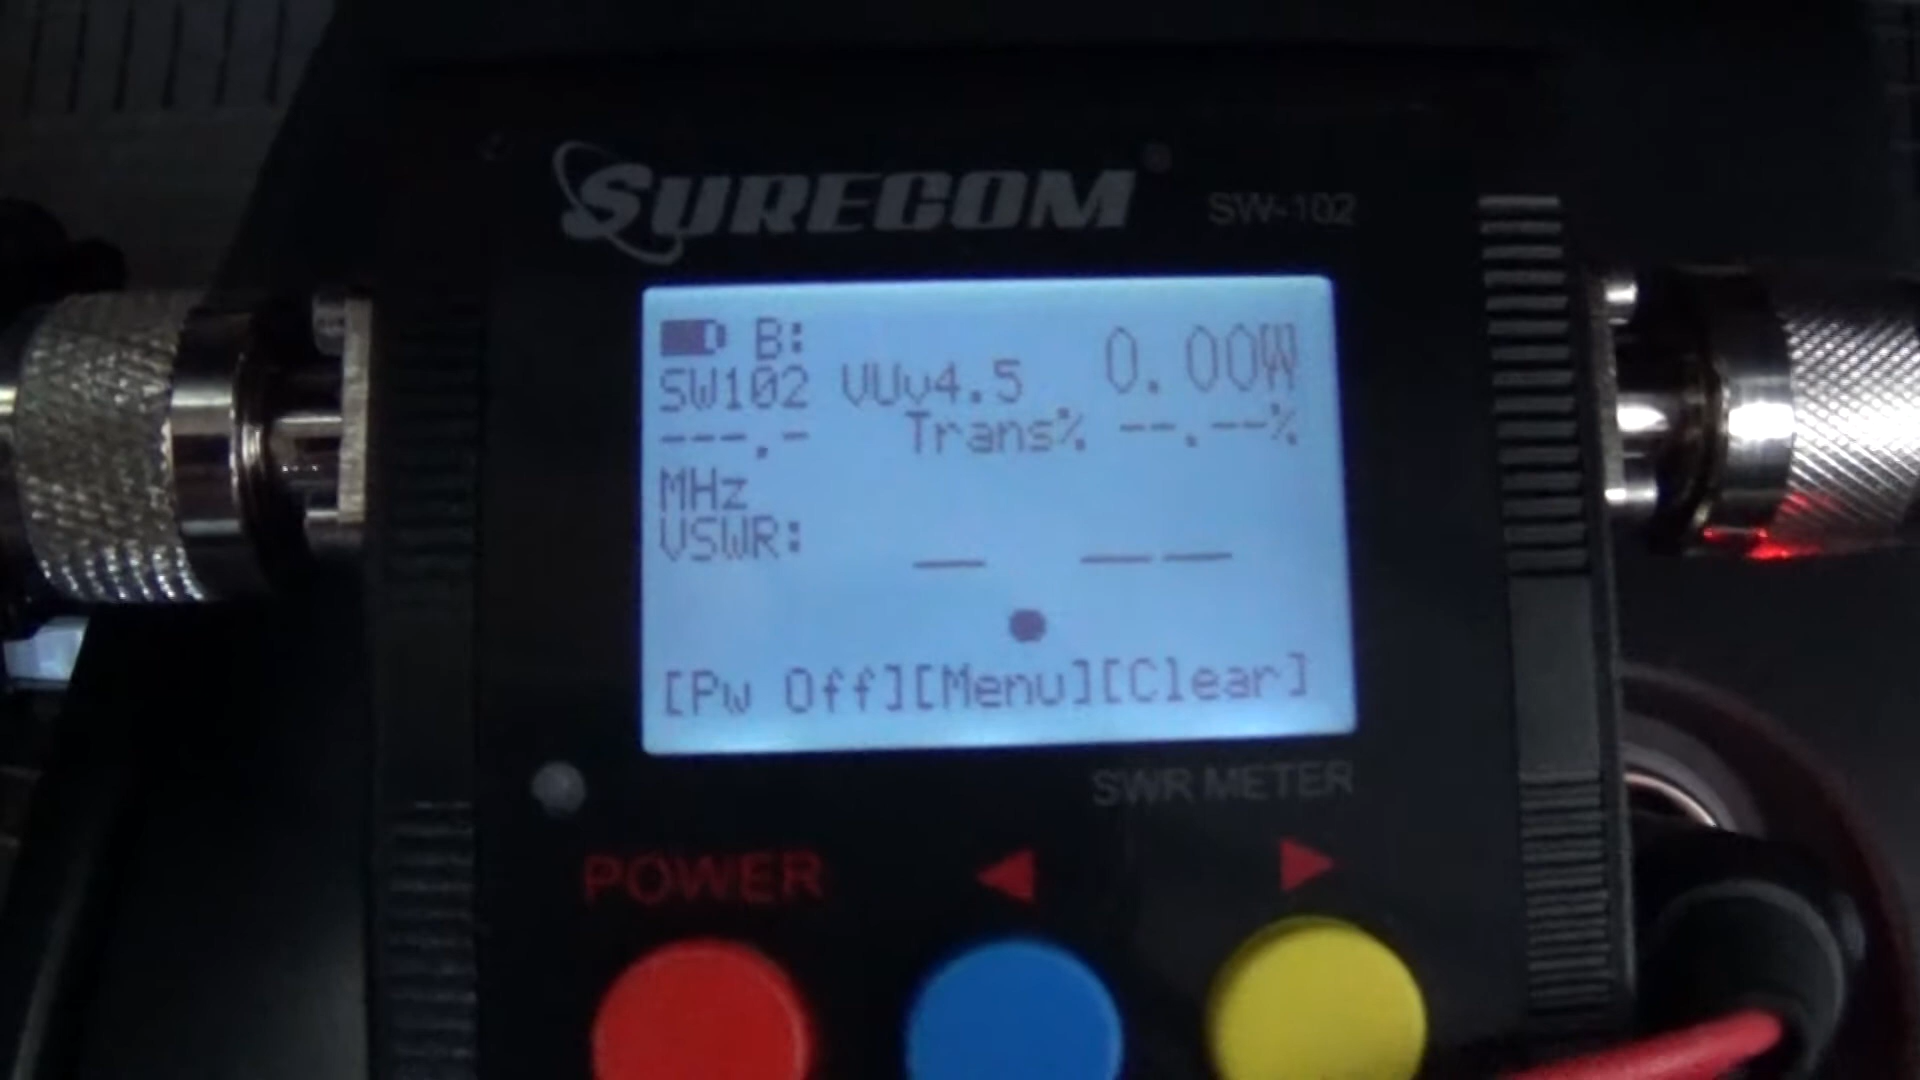 SURECOM
SW-102
B:
0.00W
SW102 VUv4.5
---.- Trans% --.--%
MHz
VSWR: -.--
[Pw Off][Menu][Clear]
SWR METER
POWER